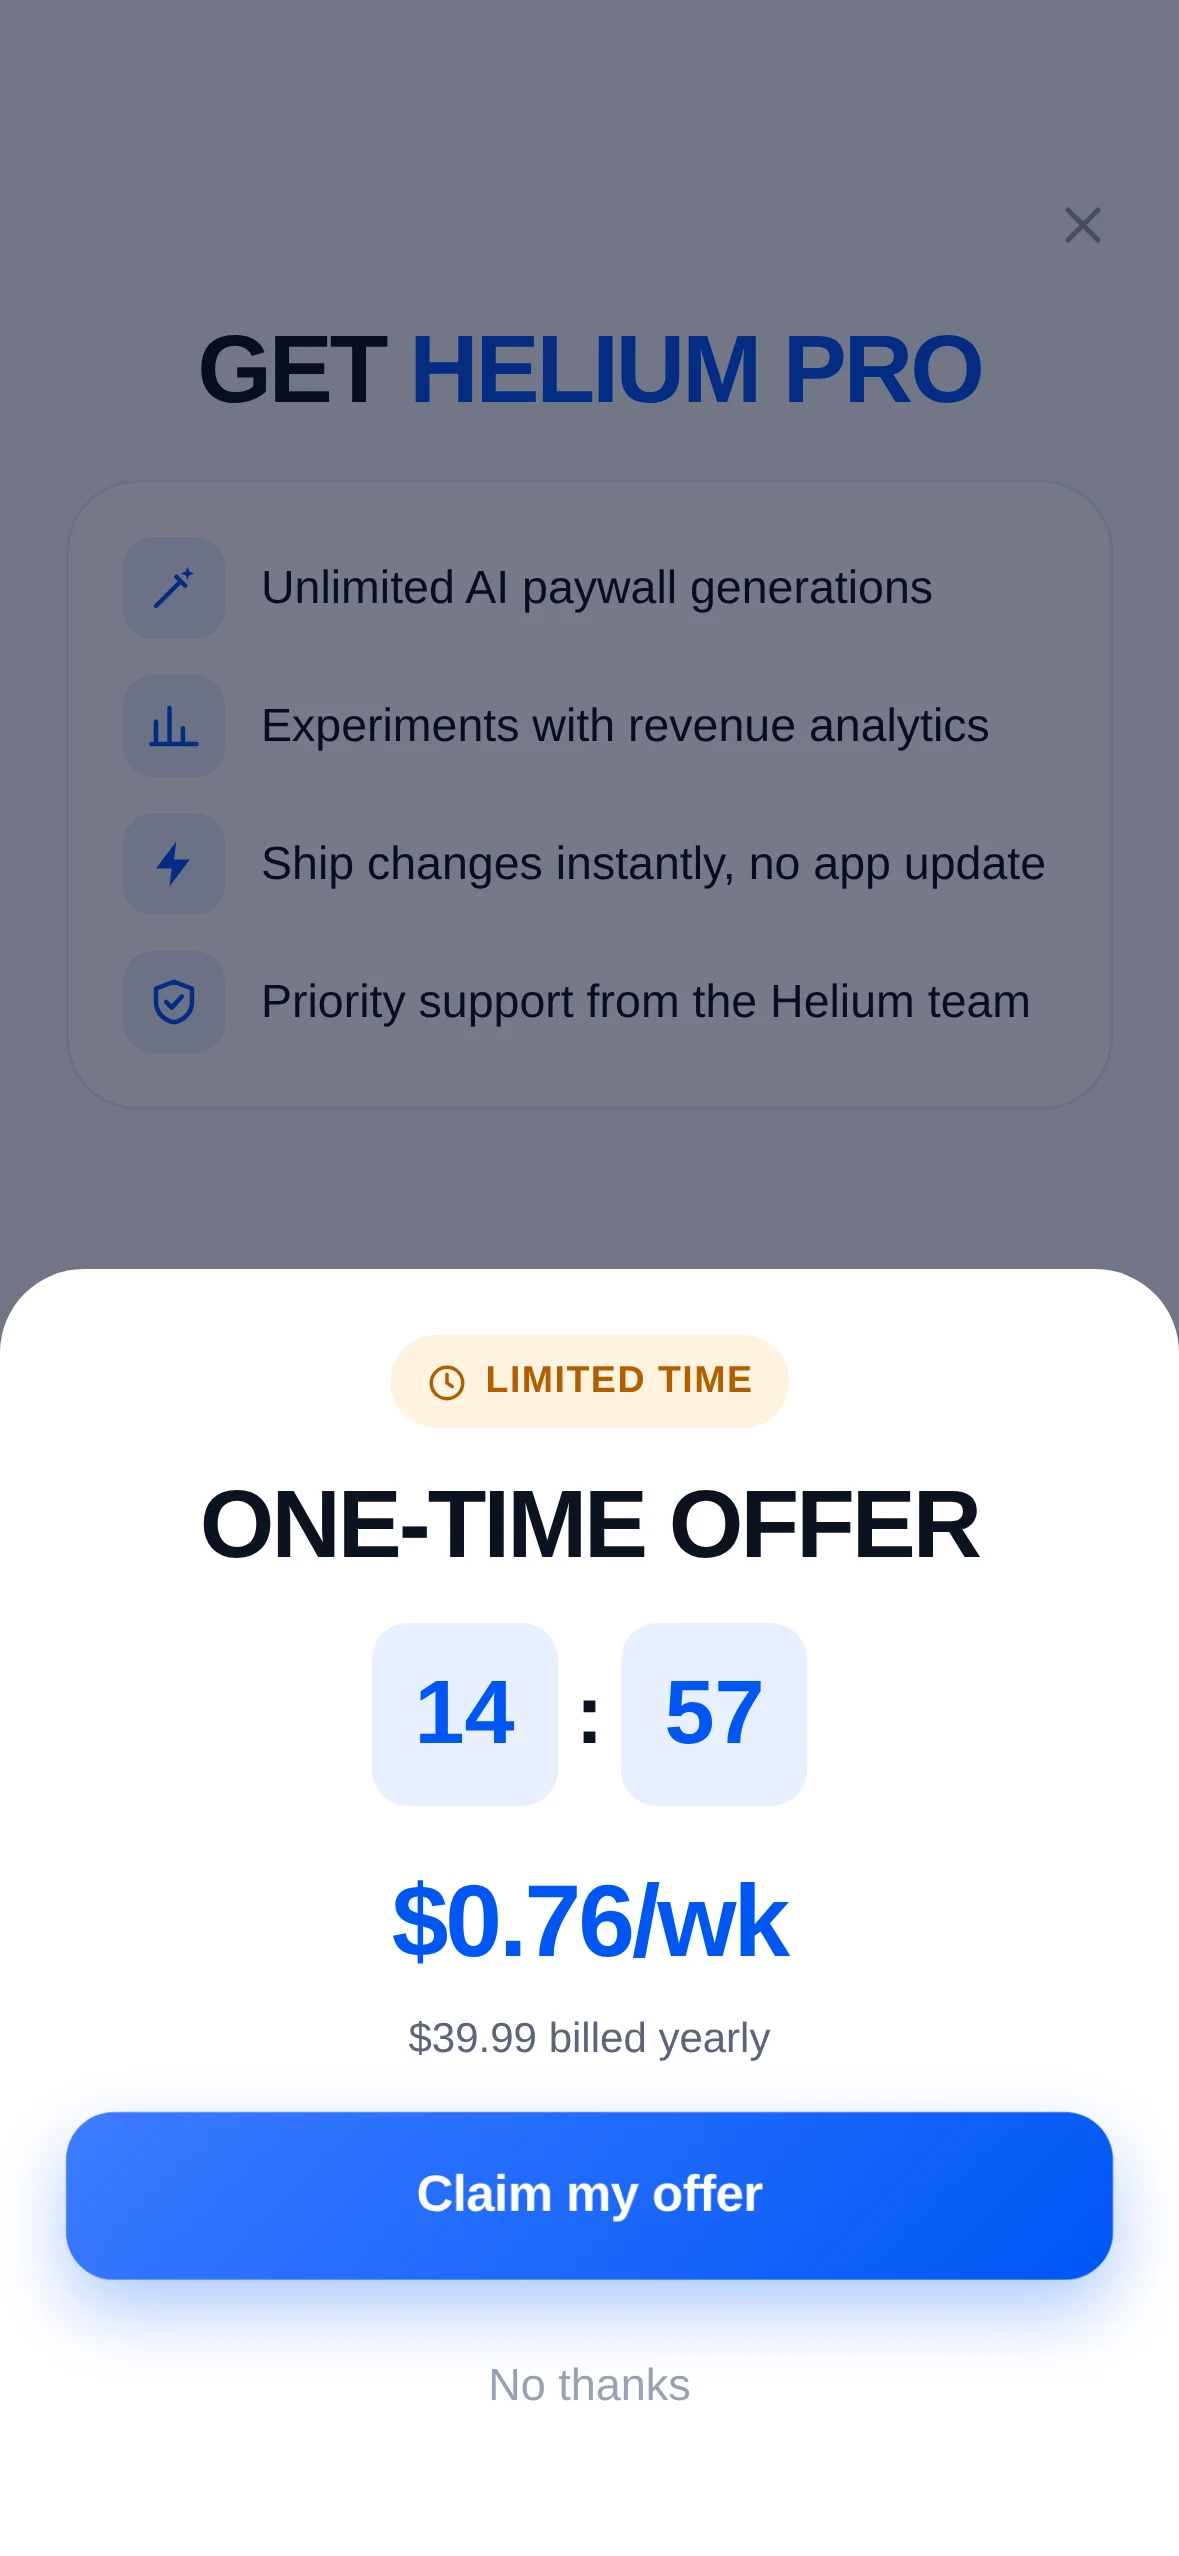 GET HELIUM PRO
Unlimited AI paywall generations
Experiments with revenue analytics
Ship changes instantly, no app update
Priority support from the Helium team
LIMITED TIME
ONE-TIME OFFER
14 : 57
$0.76/wk
$39.99 billed yearly
Claim my offer
No thanks